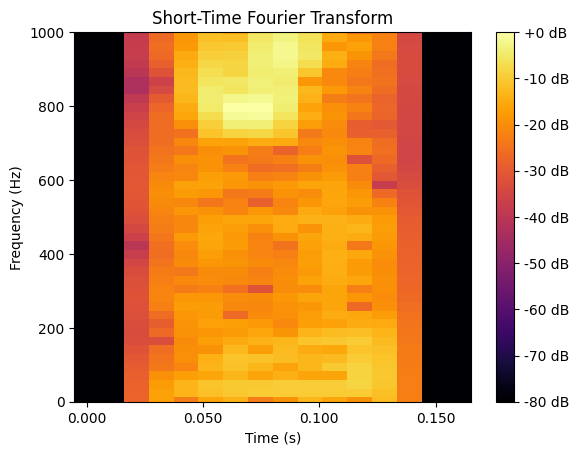 Short-Time Fourier Transform
1000
800
600
400
200
0
Frequency (Hz)
0.000
0.050
0.100
0.150
Time (s)
+0 dB
-10 dB
-20 dB
-30 dB
-40 dB
-50 dB
-60 dB
-70 dB
-80 dB